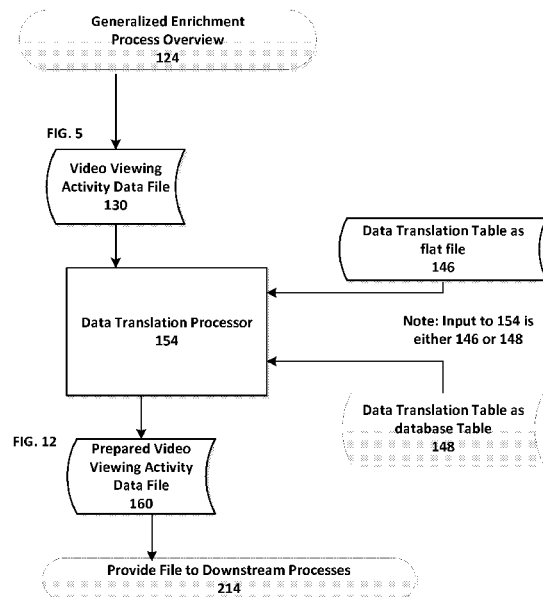 Generalized Enrichment
Process Overview
124
FIG. 5
Video Viewing
Activity Data File
130
Data Translation Table as
flat file
146
Data Translation Processor
154
Note: Input to 154 is
either 146 or 148
Data Translation Table as
database Table
148
FIG. 12
Prepared Video
Viewing Activity
Data File
160
Provide File to Downstream Processes
214